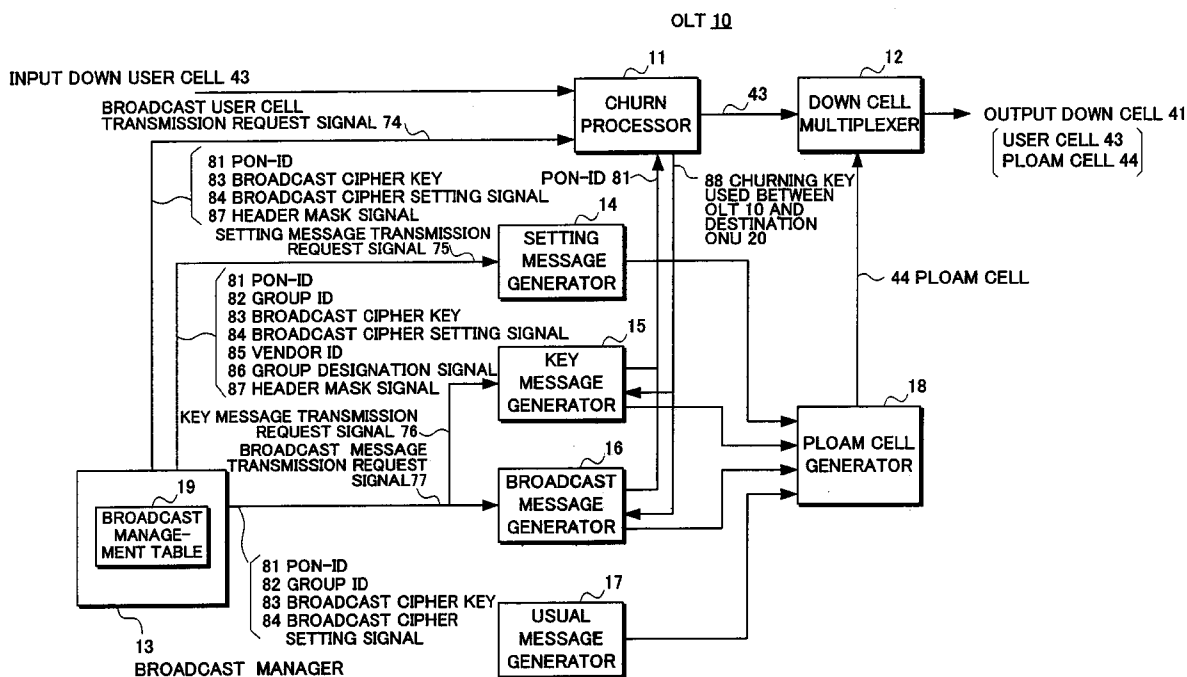 OLT 10
INPUT DOWN USER CELL 43
BROADCAST USER CELL
TRANSMISSION REQUEST SIGNAL 74
11
CHURN
PROCESSOR
43
12
DOWN CELL
MULTIPLEXER
OUTPUT DOWN CELL 41
USER CELL 43
PLOAM CELL 44
81 PON-ID
83 BROADCAST CIPHER KEY
84 BROADCAST CIPHER SETTING SIGNAL
87 HEADER MASK SIGNAL
PON-ID 81
88 CHURNING KEY
USED BETWEEN
OLT 10 AND
DESTINATION
ONU 20
SETTING MESSAGE TRANSMISSION
REQUEST SIGNAL 75
14
SETTING
MESSAGE
GENERATOR
44 PLOAM CELL
81 PON-ID
82 GROUP ID
83 BROADCAST CIPHER KEY
84 BROADCAST CIPHER SETTING SIGNAL
85 VENDOR ID
86 GROUP DESIGNATION SIGNAL
87 HEADER MASK SIGNAL
15
KEY
MESSAGE
GENERATOR
KEY MESSAGE TRANSMISSION
REQUEST SIGNAL 76
BROADCAST MESSAGE
TRANSMISSION REQUEST
SIGNAL77
16
BROADCAST
MESSAGE
GENERATOR
18
PLOAM CELL
GENERATOR
19
BROADCAST
MANAGE-
MENT TABLE
81 PON-ID
82 GROUP ID
83 BROADCAST CIPHER KEY
84 BROADCAST CIPHER
SETTING SIGNAL
17
USUAL
MESSAGE
GENERATOR
13
BROADCAST MANAGER